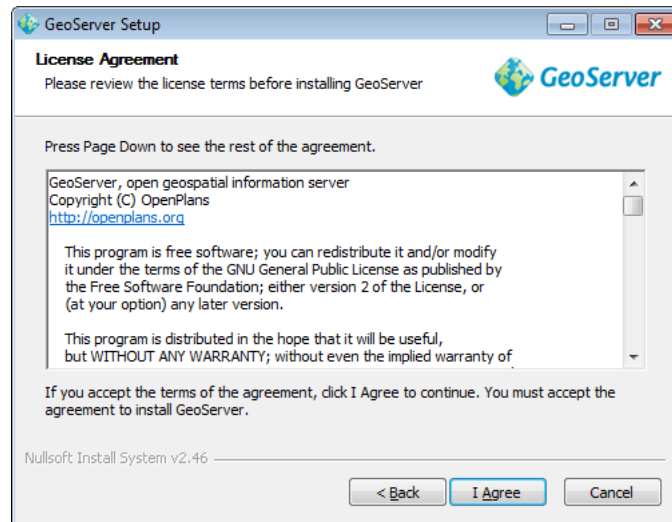 GeoServer Setup
License Agreement
Please review the license terms before installing GeoServer
GeoServer
Press Page Down to see the rest of the agreement.
GeoServer, open geospatial information server
Copyright (C) OpenPlans
http://openplans.org
This program is free software; you can redistribute it and/or modify
it under the terms of the GNU General Public License as published by
the Free Software Foundation; either version 2 of the License, or
(at your option) any later version.
This program is distributed in the hope that it will be useful,
but WITHOUT ANY WARRANTY; without even the implied warranty of
If you accept the terms of the agreement, click I Agree to continue. You must accept the
agreement to install GeoServer.
Nullsoft Install System v2.46
< Back
I Agree
Cancel